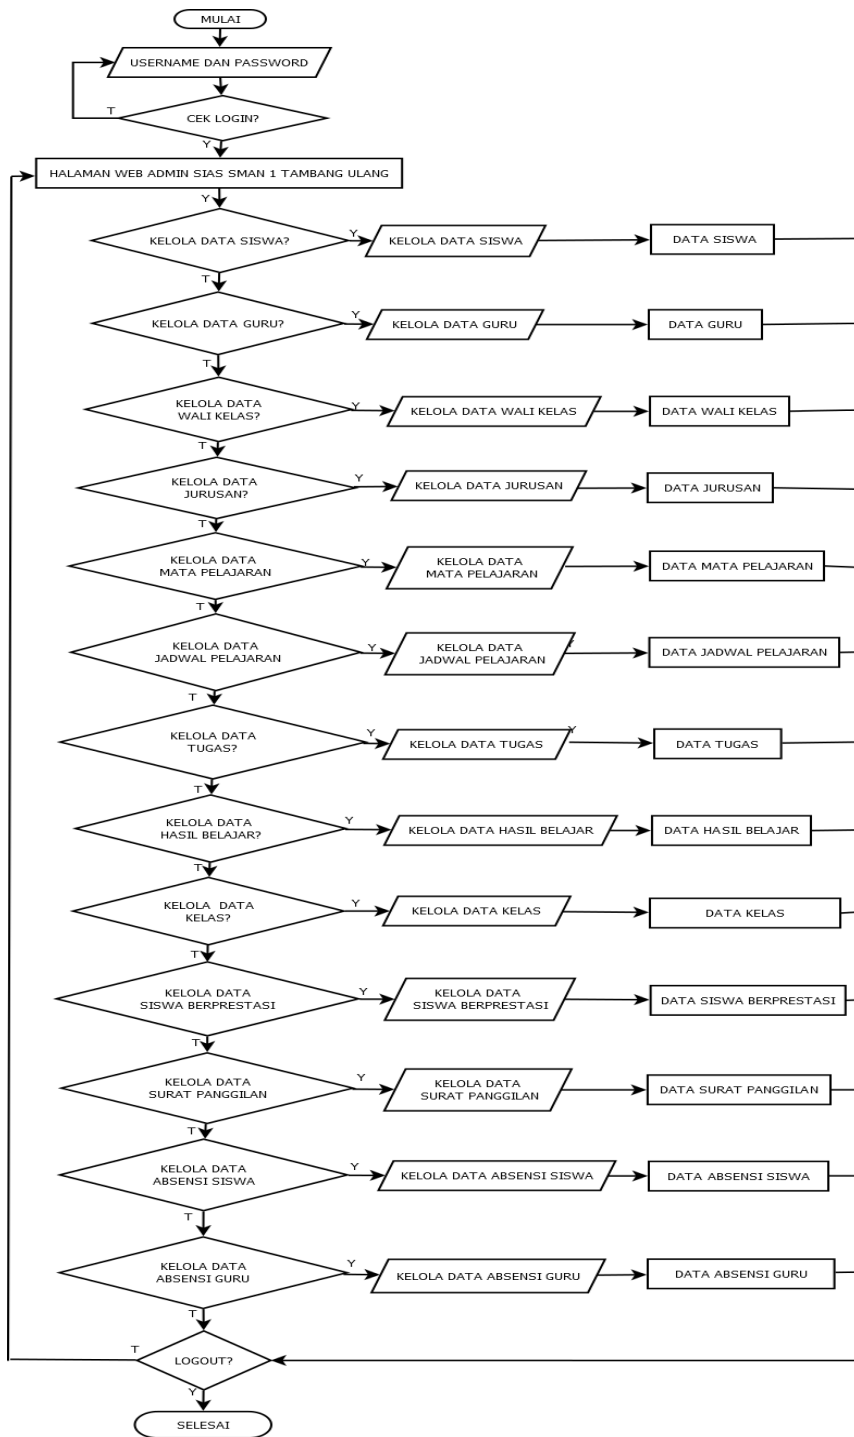 MULAI
USERNAME DAN PASSWORD
T
CEK LOGIN?
Y
HALAMAN WEB ADMIN SIAS SMAN 1 TAMBANG ULANG
Y
KELOLA DATA SISWA?
Y
KELOLA DATA SISWA
DATA SISWA
T
KELOLA DATA GURU?
Y
KELOLA DATA GURU
DATA GURU
T
KELOLA DATA
WALI KELAS?
Y
KELOLA DATA WALI KELAS
DATA WALI KELAS
T
KELOLA DATA
JURUSAN?
Y
KELOLA DATA JURUSAN
DATA JURUSAN
T
KELOLA DATA
MATA PELAJARAN
Y
KELOLA DATA
MATA PELAJARAN
DATA MATA PELAJARAN
T
KELOLA DATA
JADWAL PELAJARAN
Y
KELOLA DATA
JADWAL PELAJARAN
Y
DATA JADWAL PELAJARAN
T
KELOLA DATA
TUGAS?
Y
KELOLA DATA TUGAS
Y
DATA TUGAS
T
KELOLA DATA
HASIL BELAJAR?
Y
KELOLA DATA HASIL BELAJAR
DATA HASIL BELAJAR
T
KELOLA DATA
KELAS?
Y
KELOLA DATA KELAS
DATA KELAS
T
KELOLA DATA
SISWA BERPRESTASI
Y
KELOLA DATA
SISWA BERPRESTASI
DATA SISWA BERPRESTASI
T
KELOLA DATA
SURAT PANGGILAN
Y
KELOLA DATA
SURAT PANGGILAN
DATA SURAT PANGGILAN
T
KELOLA DATA
ABSENSI SISWA
Y
KELOLA DATA ABSENSI SISWA
DATA ABSENSI SISWA
T
KELOLA DATA
ABSENSI GURU
Y
KELOLA DATA ABSENSI GURU
DATA ABSENSI GURU
T
T
LOGOUT?
Y
SELESAI